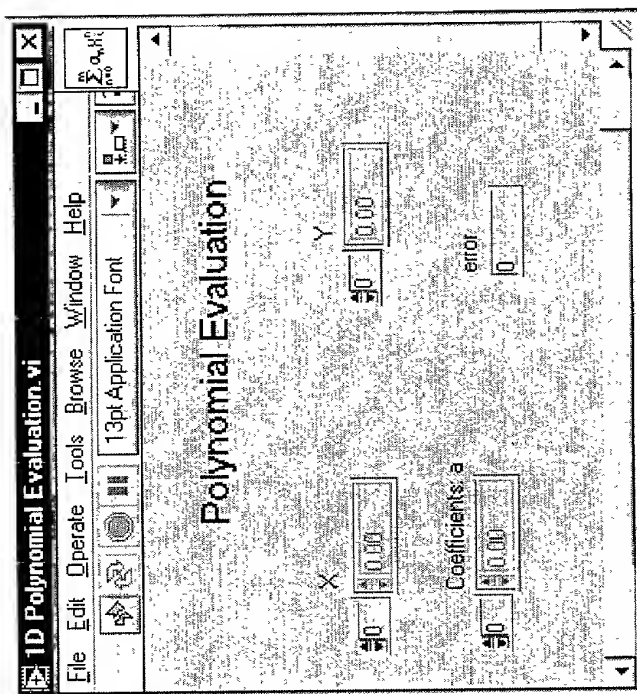 1D Polynomial Evaluation.vi
File Edit Operate Tools Browse Window Help
13pt Application Font
Polynomial Evaluation
X
0 0.00
Y
0 0.00
Coefficients: a
0 0.00
error
0